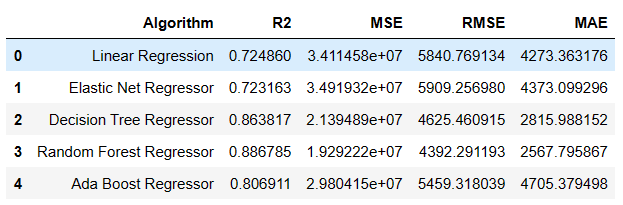 Algorithm R2 MSE RMSE MAE
0 Linear Regression 0.724860 3.411458e+07 5840.769134 4273.363176
1 Elastic Net Regressor 0.723163 3.491932e+07 5909.256980 4373.099296
2 Decision Tree Regressor 0.863817 2.139489e+07 4625.460915 2815.988152
3 Random Forest Regressor 0.886785 1.929222e+07 4392.291193 2567.795867
4 Ada Boost Regressor 0.806911 2.980415e+07 5459.318039 4705.379498